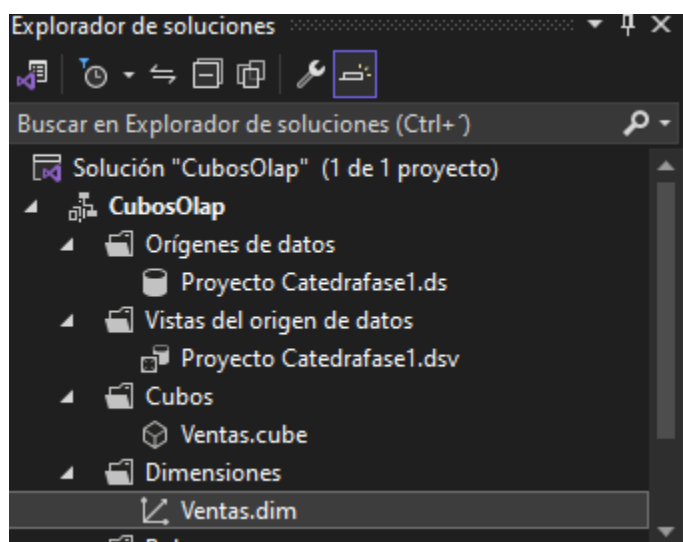 Explorador de soluciones
Buscar en Explorador de soluciones (Ctrl+´)
Solución "CubosOlap" (1 de 1 proyecto)
CubosOlap
Orígenes de datos
Proyecto Catedrafase1.ds
Vistas del origen de datos
Proyecto Catedrafase1.dsv
Cubos
Ventas.cube
Dimensiones
Ventas.dim